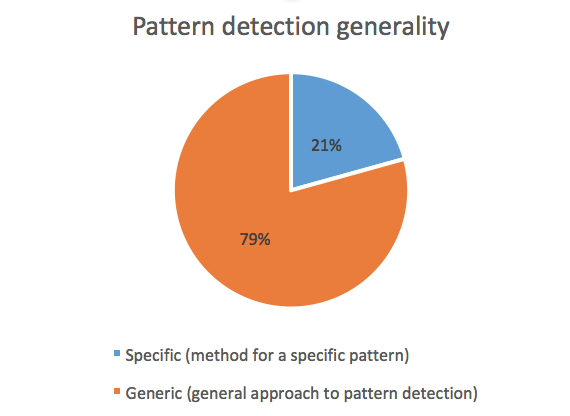 Pattern detection generality
21%
79%
Specific (method for a specific pattern)
Generic (general approach to pattern detection)